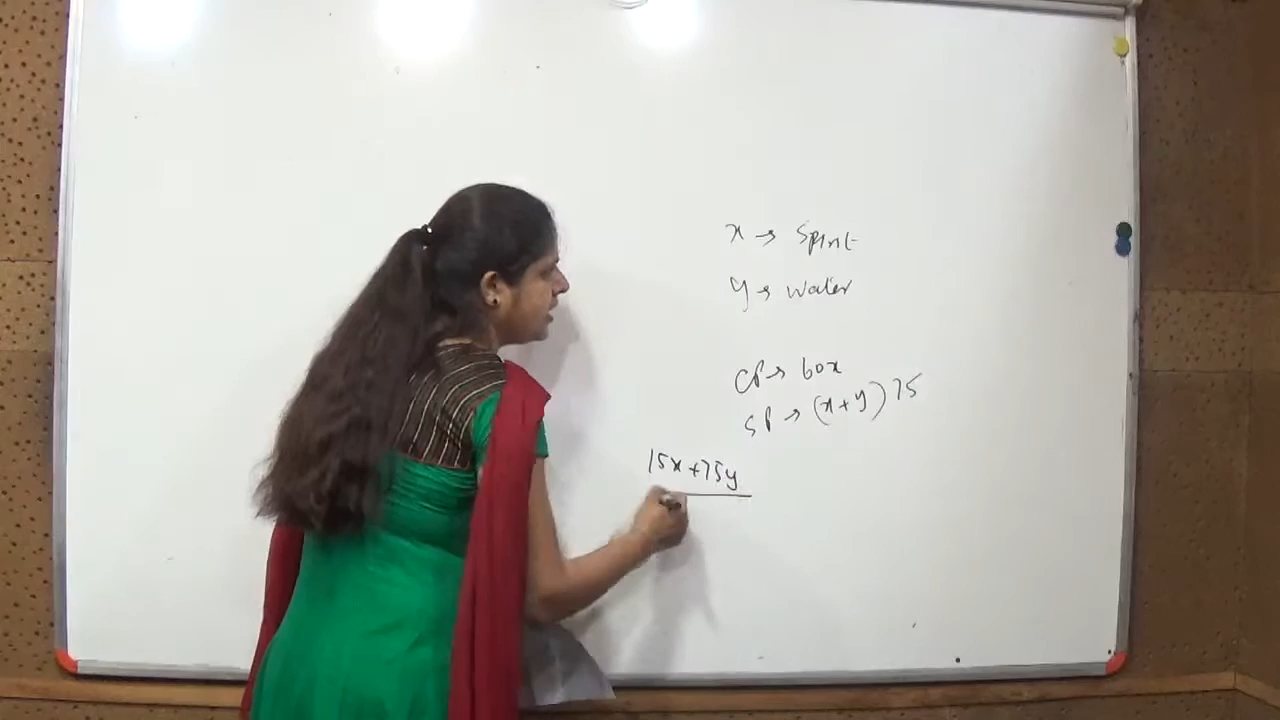 x → Spirit
y → water
CP → 60x
SP → (x+y) 75
15x+75y